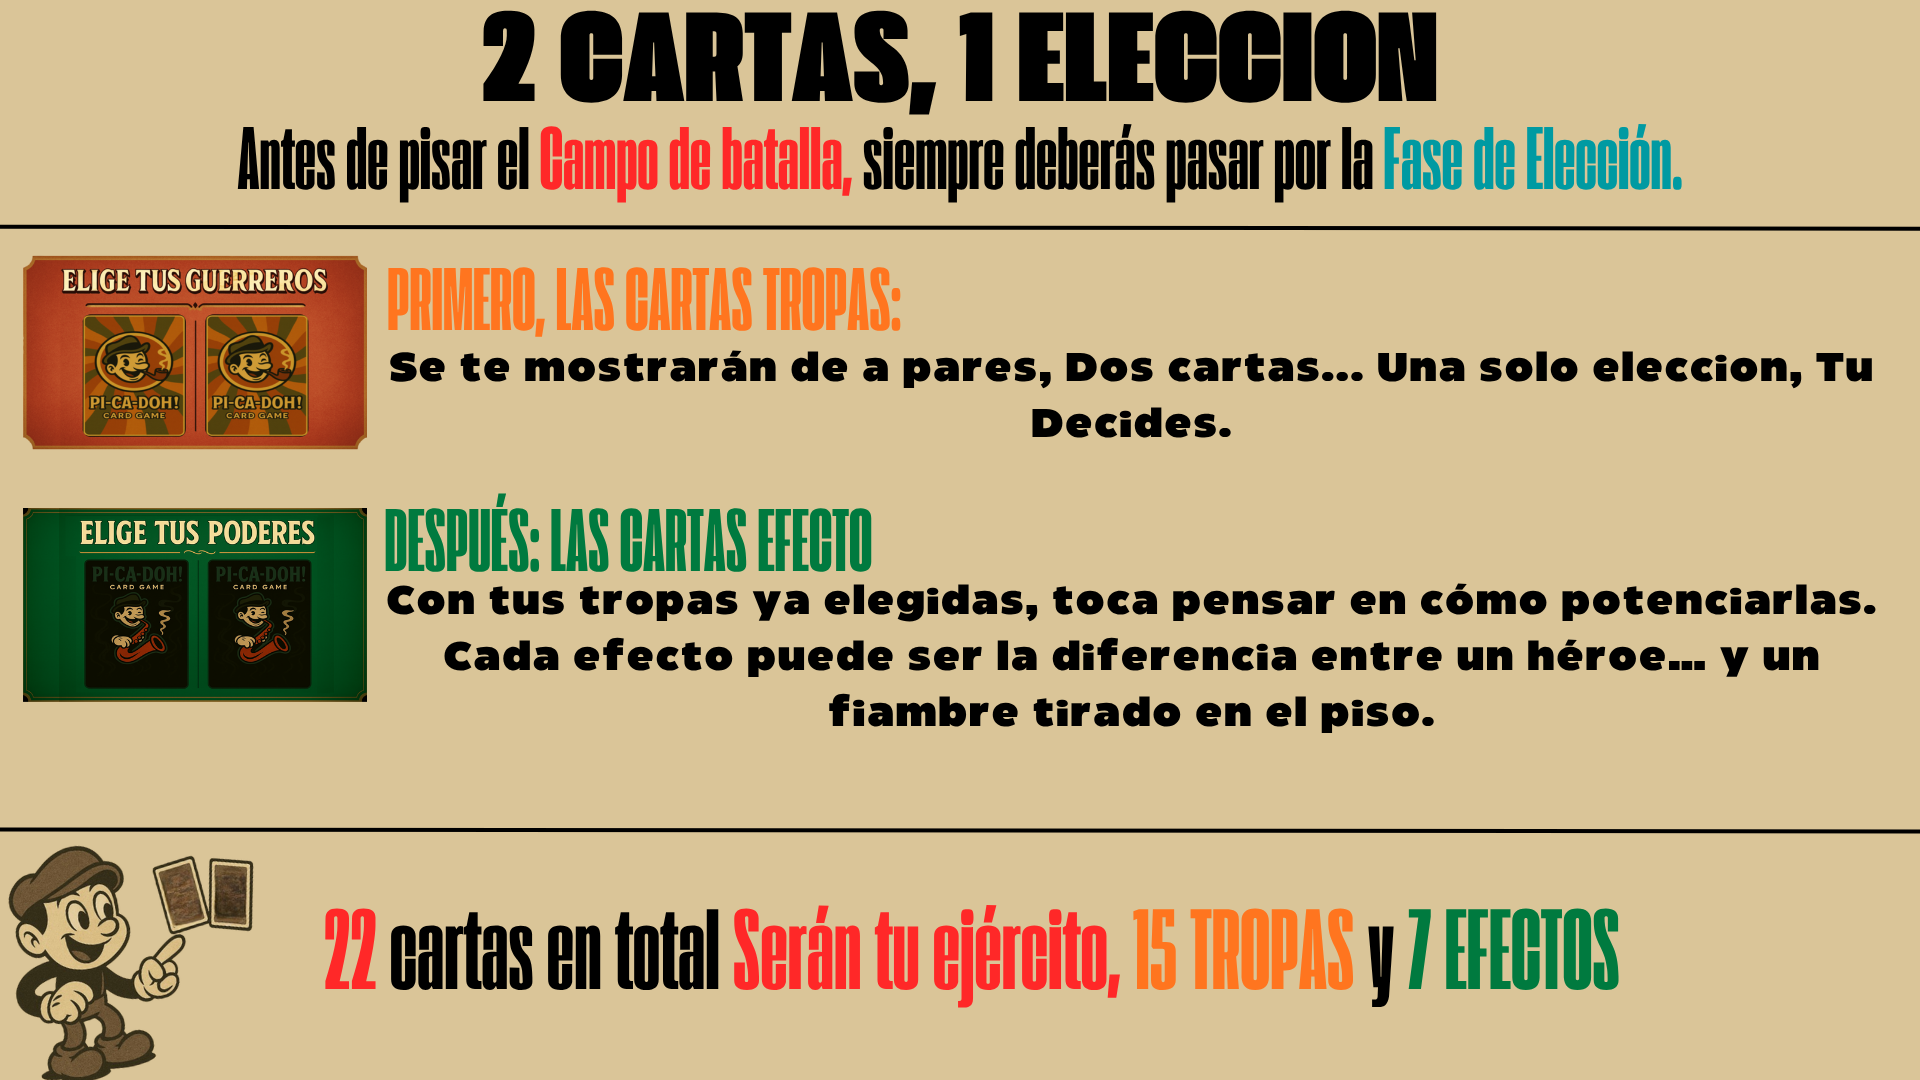 2 CARTAS, 1 ELECCION
Antes de pisar el Campo de batalla, siempre deberás pasar por la Fase de Elección.
ELIGE TUS GUERREROS
PI-CA-DOH!
CARD GAME
PI-CA-DOH!
CARD GAME
PRIMERO, LAS CARTAS TROPAS:
Se te mostrarán de a pares, Dos cartas... Una solo eleccion, Tu
Decides.
ELIGE TUS PODERES
PI-CA-DOH!
CARD GAME
PI-CA-DOH!
CARD GAME
DESPUÉS: LAS CARTAS EFECTO
Con tus tropas ya elegidas, toca pensar en cómo potenciarlas.
Cada efecto puede ser la diferencia entre un héroe... y un
fiambre tirado en el piso.
22 cartas en total Serán tu ejército, 15 TROPAS y 7 EFECTOS